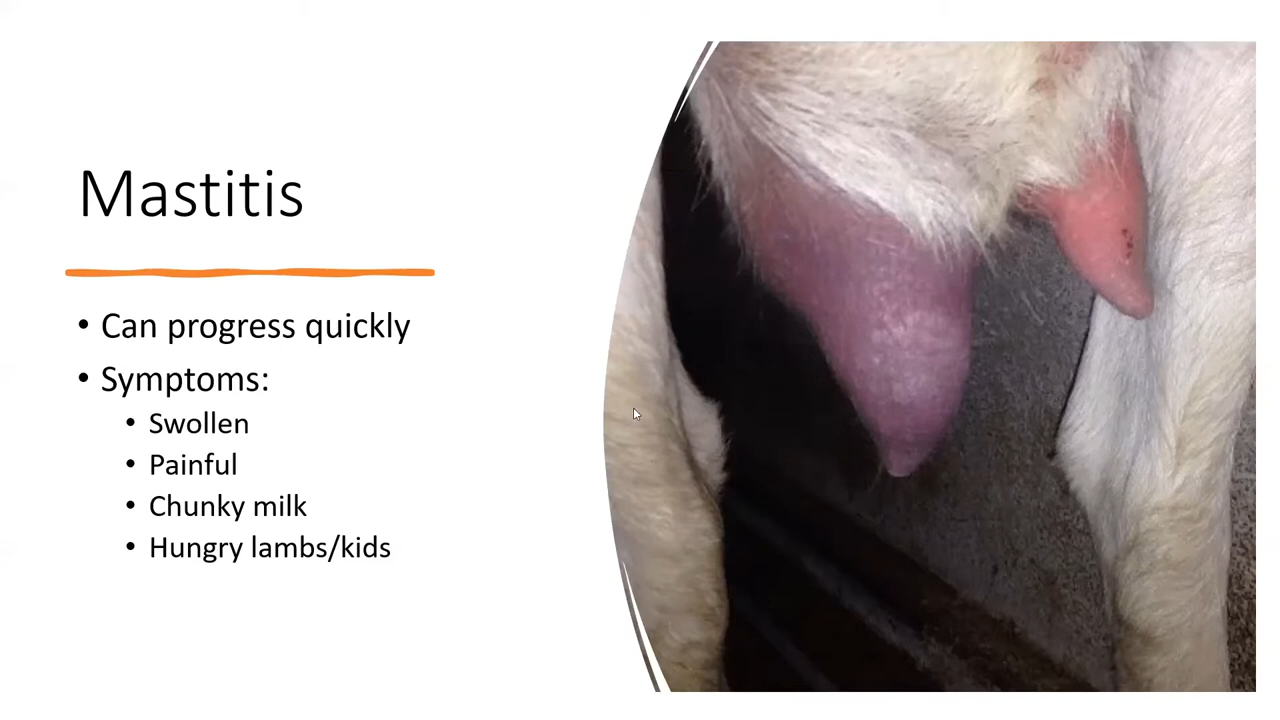 Mastitis
• Can progress quickly
• Symptoms:
• Swollen
• Painful
• Chunky milk
• Hungry lambs/kids